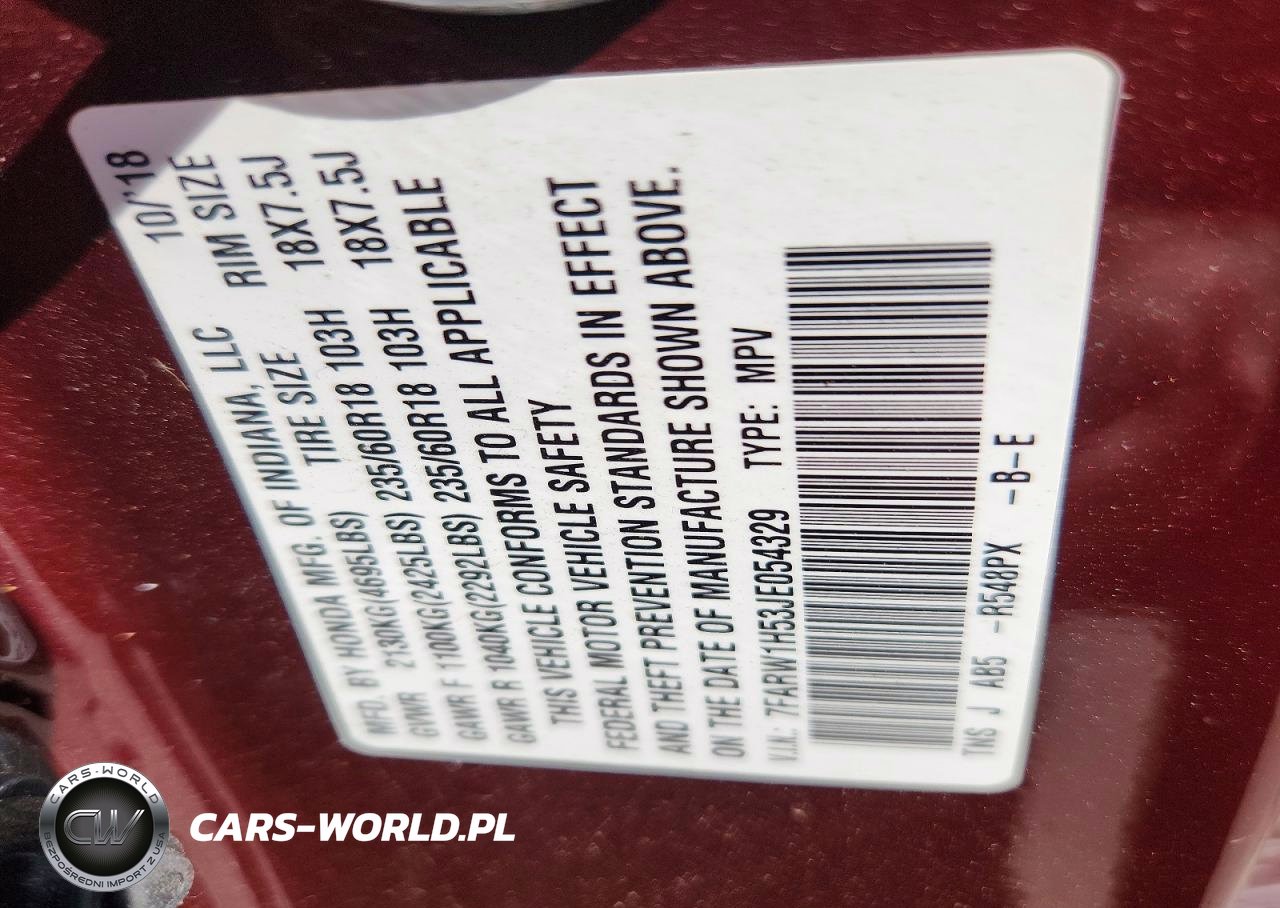 MFD. BY HONDA MFG. OF INDIANA, LLC 10/'18
GVWR 2130KG(4695LBS) TIRE SIZE RIM SIZE
GAWR F 1100KG(2425LBS) 235/60R18 103H 18X7.5J
GAWR R 1040KG(2292LBS) 235/60R18 103H 18X7.5J
THIS VEHICLE CONFORMS TO ALL APPLICABLE
FEDERAL MOTOR VEHICLE SAFETY
AND THEFT PREVENTION STANDARDS IN EFFECT
ON THE DATE OF MANUFACTURE SHOWN ABOVE.
V.I.N.: 7FARW1H53JE054329 TYPE: MPV
TNS J AB5 -R548PX -B-E
CARS-WORLD
CW
BEZPOŚREDNI IMPORT Z USA
CARS-WORLD.PL